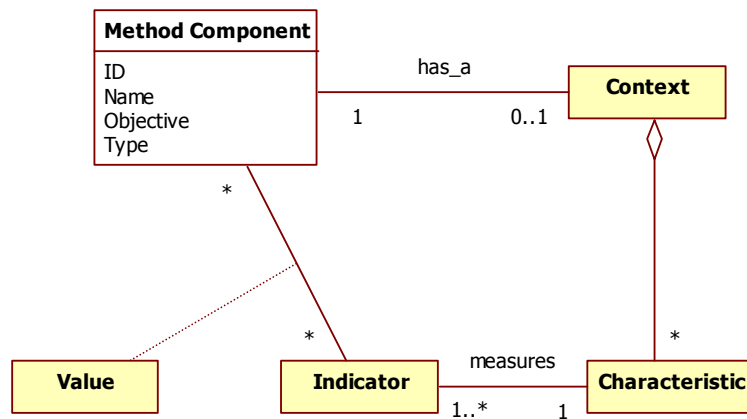 Method Component
ID
Name
Objective
Type
has_a
1
0..1
Context
*
*
*
Value
Indicator
measures
1..*
1
Characteristic